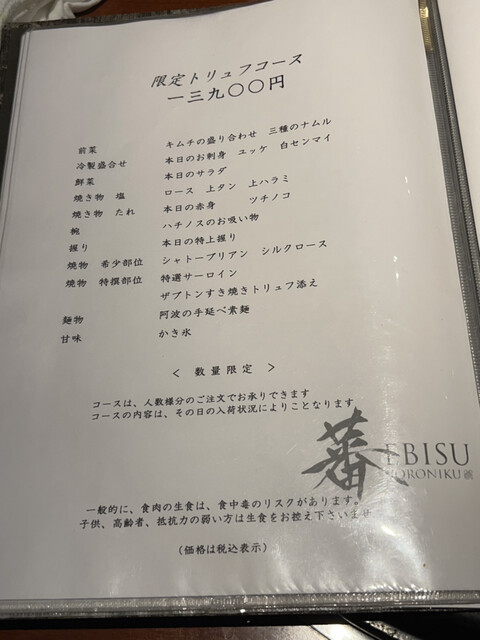 限定トリュフコース
一三九〇〇円
前菜 キムチの盛り合わせ 三種のナムル
冷製盛合せ 本日のお刺身 ユッケ 白センマイ
鮮菜 本日のサラダ
焼き物 塩 ロース 上タン 上ハラミ
焼き物 たれ 本日の赤身 ツチノコ
椀 ハチノスのお吸い物
握り 本日の特上握り
焼物 希少部位 シャトーブリアン シルクロース
焼物 特撰部位 特選サーロイン
ザブトンすき焼きトリュフ添え
麺物 阿波の手延べ素麺
甘味 かき氷
< 数量限定 >
コースは、人数様分のご注文でお承りできます
コースの内容は、その日の入荷状況によりことなります
蕃 EBISU
YORONIKU
一般的に、食肉の生食は、食中毒のリスクがあります。
子供、高齢者、抵抗力の弱い方は生食をお控え下さいませ
(価格は税込表示)